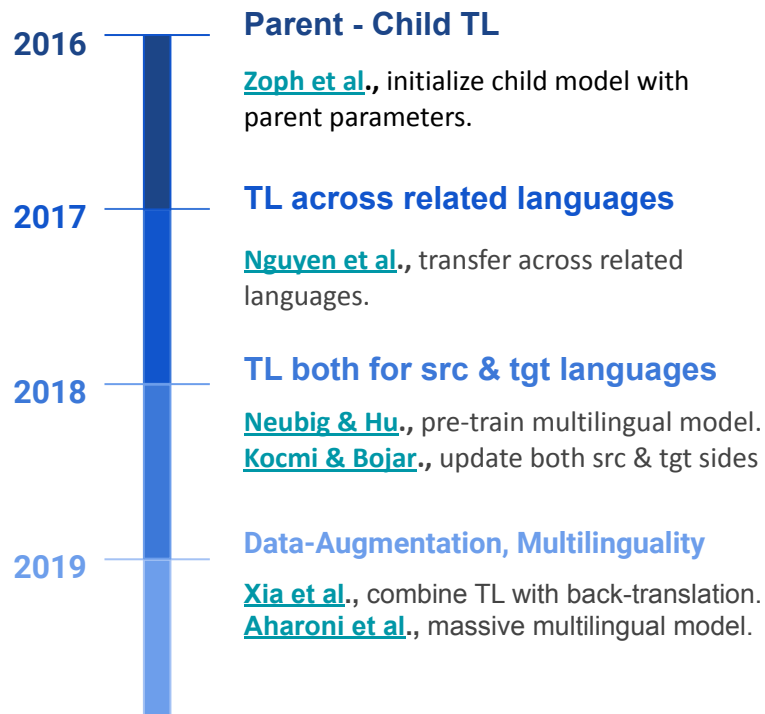 2016
Parent - Child TL
Zoph et al., initialize child model with
parent parameters.
2017
TL across related languages
Nguyen et al., transfer across related
languages.
2018
TL both for src & tgt languages
Neubig & Hu., pre-train multilingual model.
Kocmi & Bojar., update both src & tgt sides
2019
Data-Augmentation, Multilinguality
Xia et al., combine TL with back-translation.
Aharoni et al., massive multilingual model.